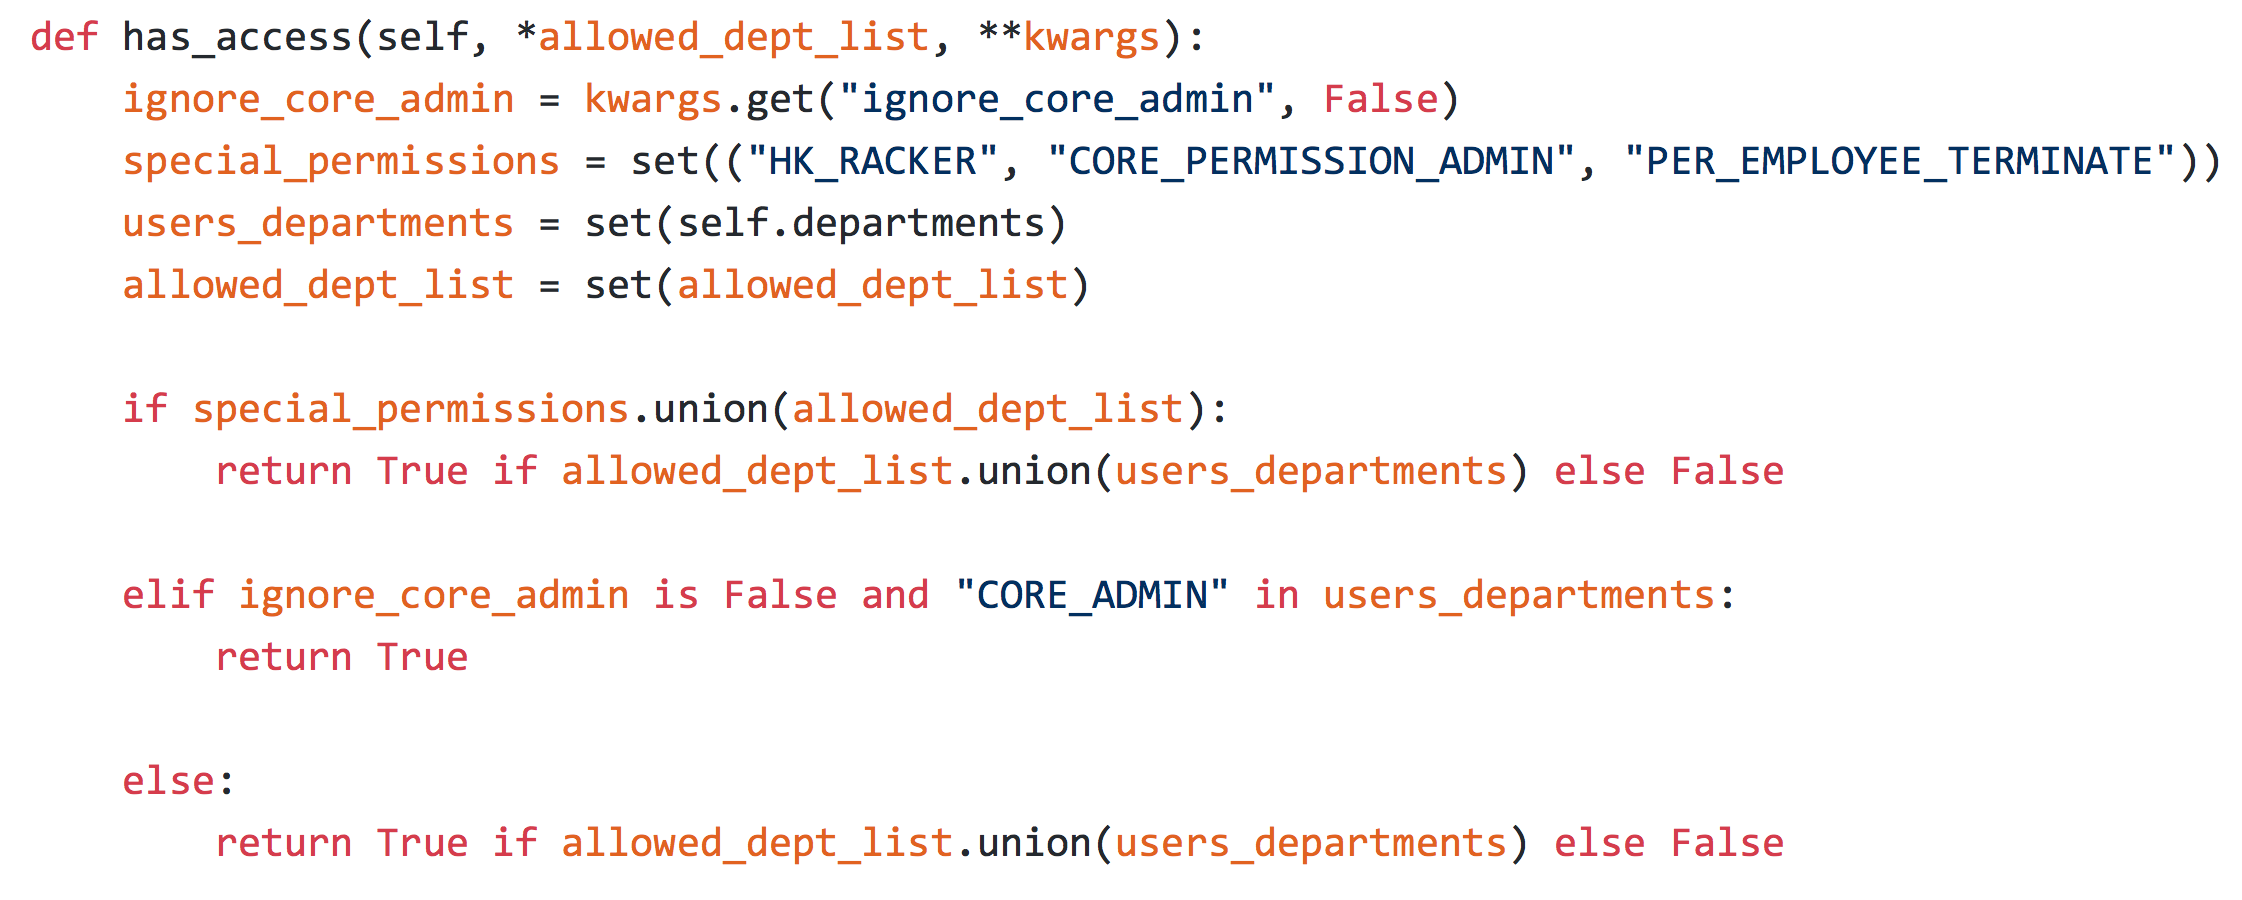 def has_access(self, *allowed_dept_list, **kwargs):
    ignore_core_admin = kwargs.get("ignore_core_admin", False)
    special_permissions = set(("HK_RACKER", "CORE_PERMISSION_ADMIN", "PER_EMPLOYEE_TERMINATE"))
    users_departments = set(self.departments)
    allowed_dept_list = set(allowed_dept_list)

    if special_permissions.union(allowed_dept_list):
        return True if allowed_dept_list.union(users_departments) else False

    elif ignore_core_admin is False and "CORE_ADMIN" in users_departments:
        return True

    else:
        return True if allowed_dept_list.union(users_departments) else False